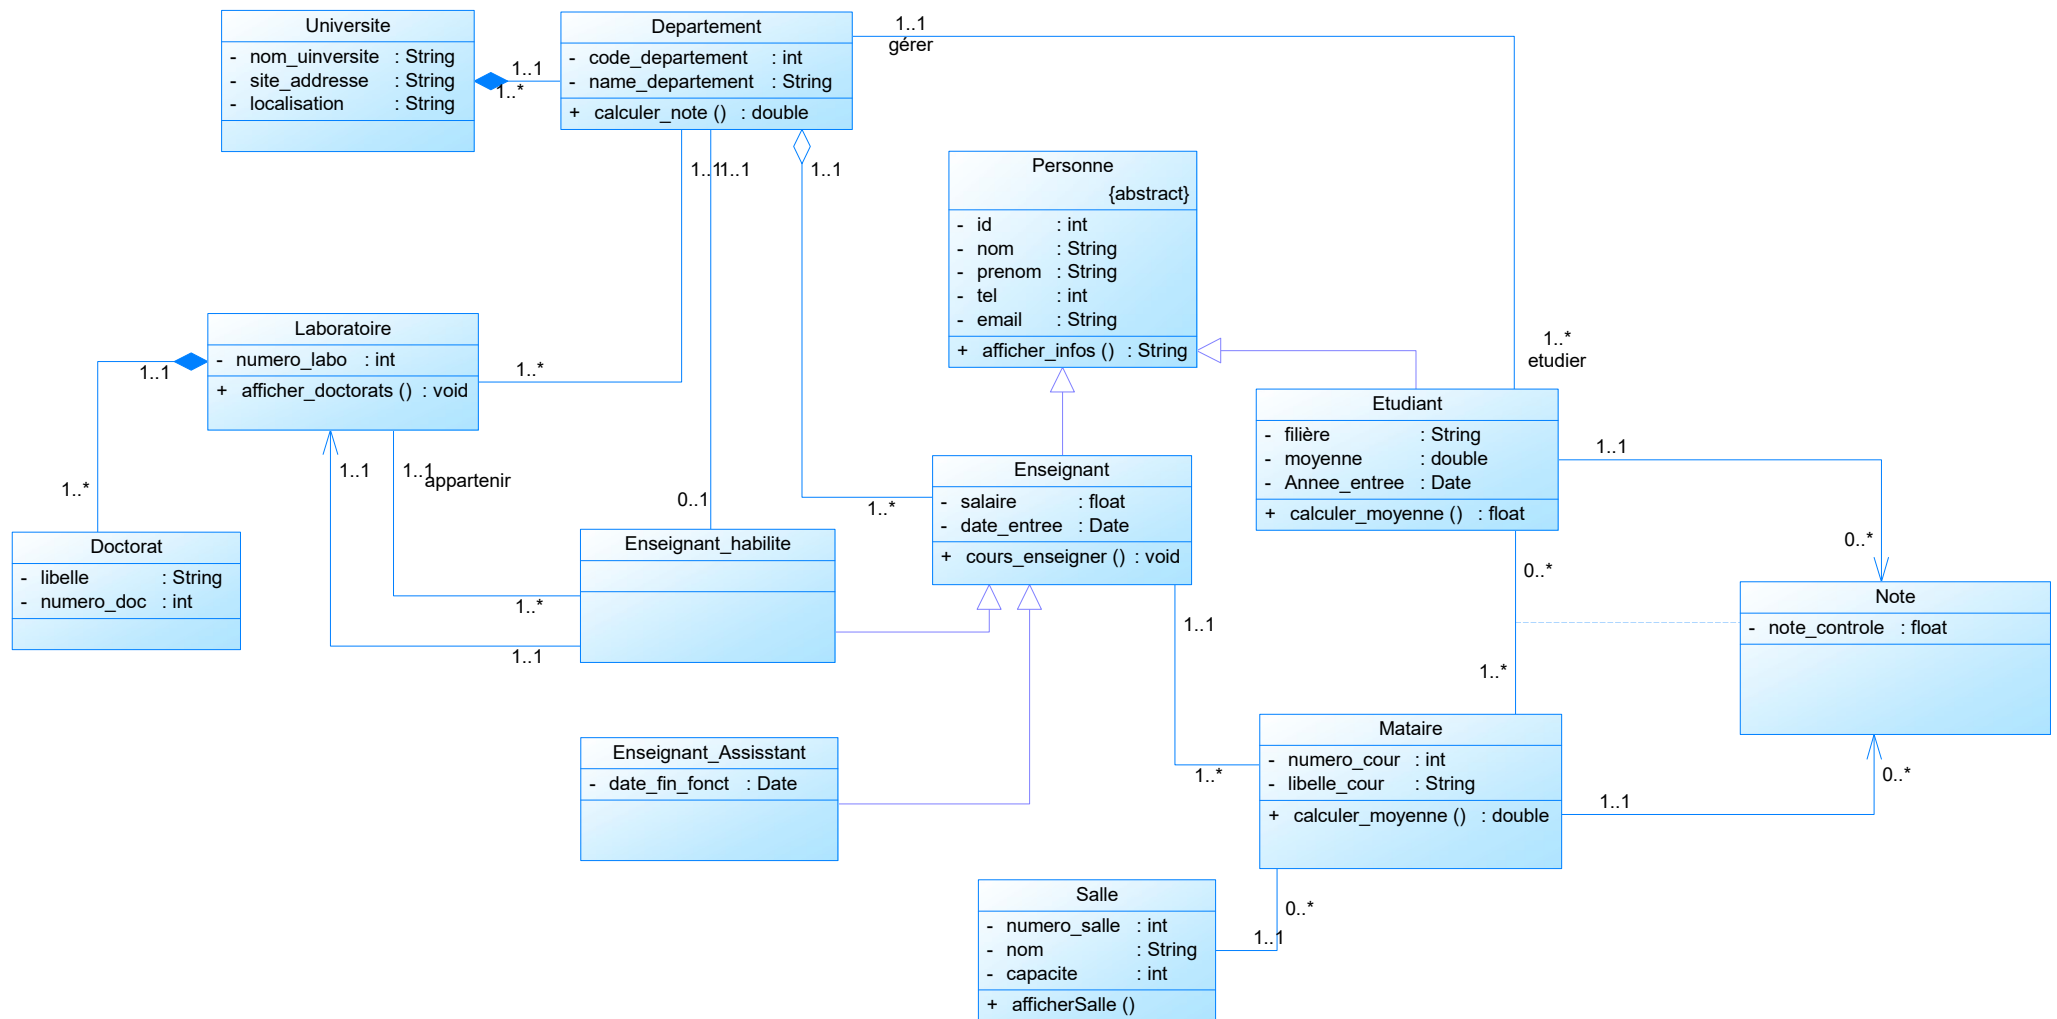 Universite
- nom_uinversite : String
- site_addresse : String
- localisation : String
1..1
1..*
Departement
- code_departement : int
- name_departement : String
+ calculer_note () : double
1..1
gérer
1..1
1..1
1..1
Personne
{abstract}
- id : int
- nom : String
- prenom : String
- tel : int
- email : String
+ afficher_infos () : String
1..*
etudier
Laboratoire
- numero_labo : int
+ afficher_doctorats () : void
1..1
1..*
1..*
1..1
1..1
appartenir
Etudiant
- filière : String
- moyenne : double
- Annee_entree : Date
+ calculer_moyenne () : float
1..1
0..*
0..*
Enseignant
- salaire : float
- date_entree : Date
+ cours_enseigner () : void
1..*
0..1
Doctorat
- libelle : String
- numero_doc : int
Enseignant_habilite
1..*
1..1
1..1
Note
- note_controle : float
1..*
Enseignant_Assisstant
- date_fin_fonct : Date
Mataire
- numero_cour : int
- libelle_cour : String
+ calculer_moyenne () : double
1..*
1..1
0..*
Salle
- numero_salle : int
- nom : String
- capacite : int
+ afficherSalle ()
0..*
1..1